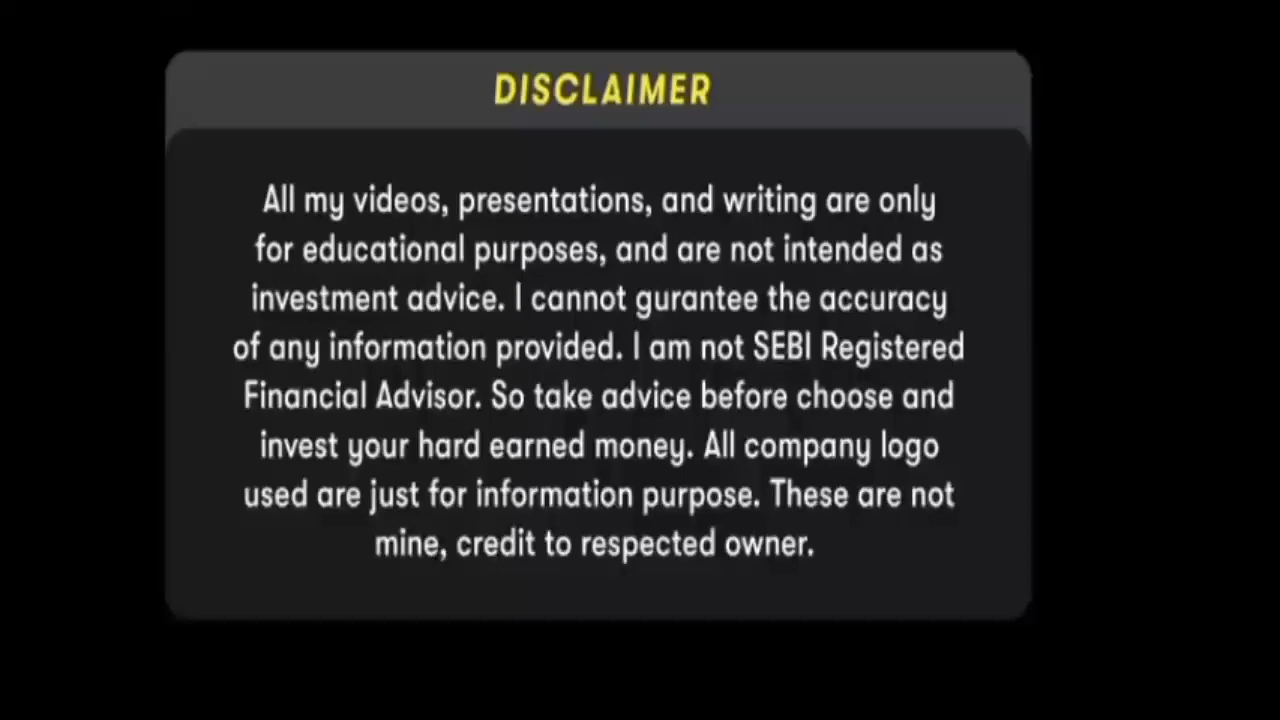 DISCLAIMER
All my videos, presentations, and writing are only
for educational purposes, and are not intended as
investment advice. I cannot gurantee the accuracy
of any information provided. I am not SEBI Registered
Financial Advisor. So take advice before choose and
invest your hard earned money. All company logo
used are just for information purpose. These are not
mine, credit to respected owner.